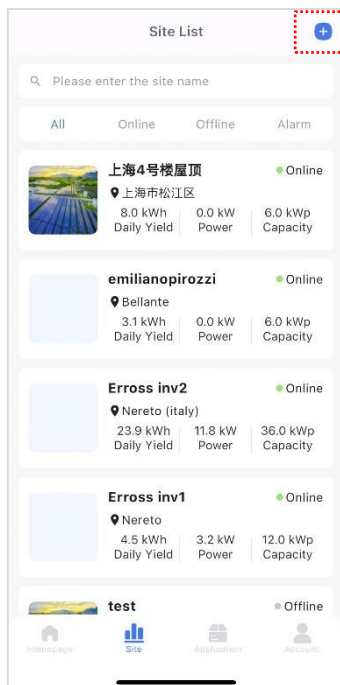 Site List
Please enter the site name
All Online Offline Alarm
上海4号楼屋顶 Online
上海市松江区
8.0 kWh 0.0 kW 6.0 kWp
Daily Yield Power Capacity
emilianopirozzi Online
Bellante
3.1 kWh 0.0 kW 6.0 kWp
Daily Yield Power Capacity
Erross inv2 Online
Nereto (italy)
23.9 kWh 11.8 kW 36.0 kWp
Daily Yield Power Capacity
Erross inv1 Online
Nereto
4.5 kWh 3.2 kW 12.0 kWp
Daily Yield Power Capacity
test Offline
Homepage Site Application Account